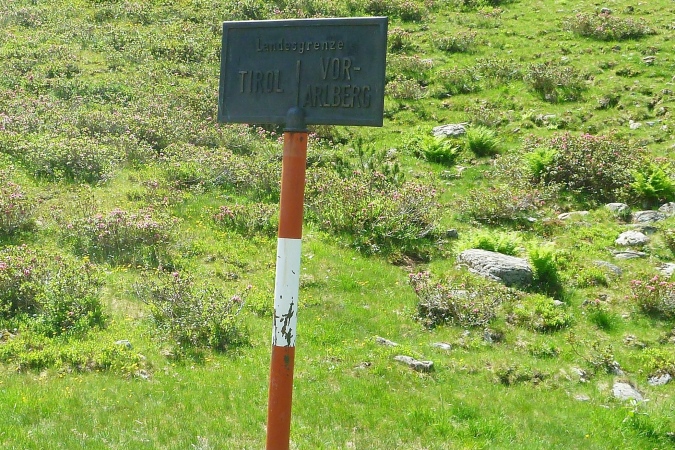 Landesgrenze
TIROL | VOR-
ARLBERG